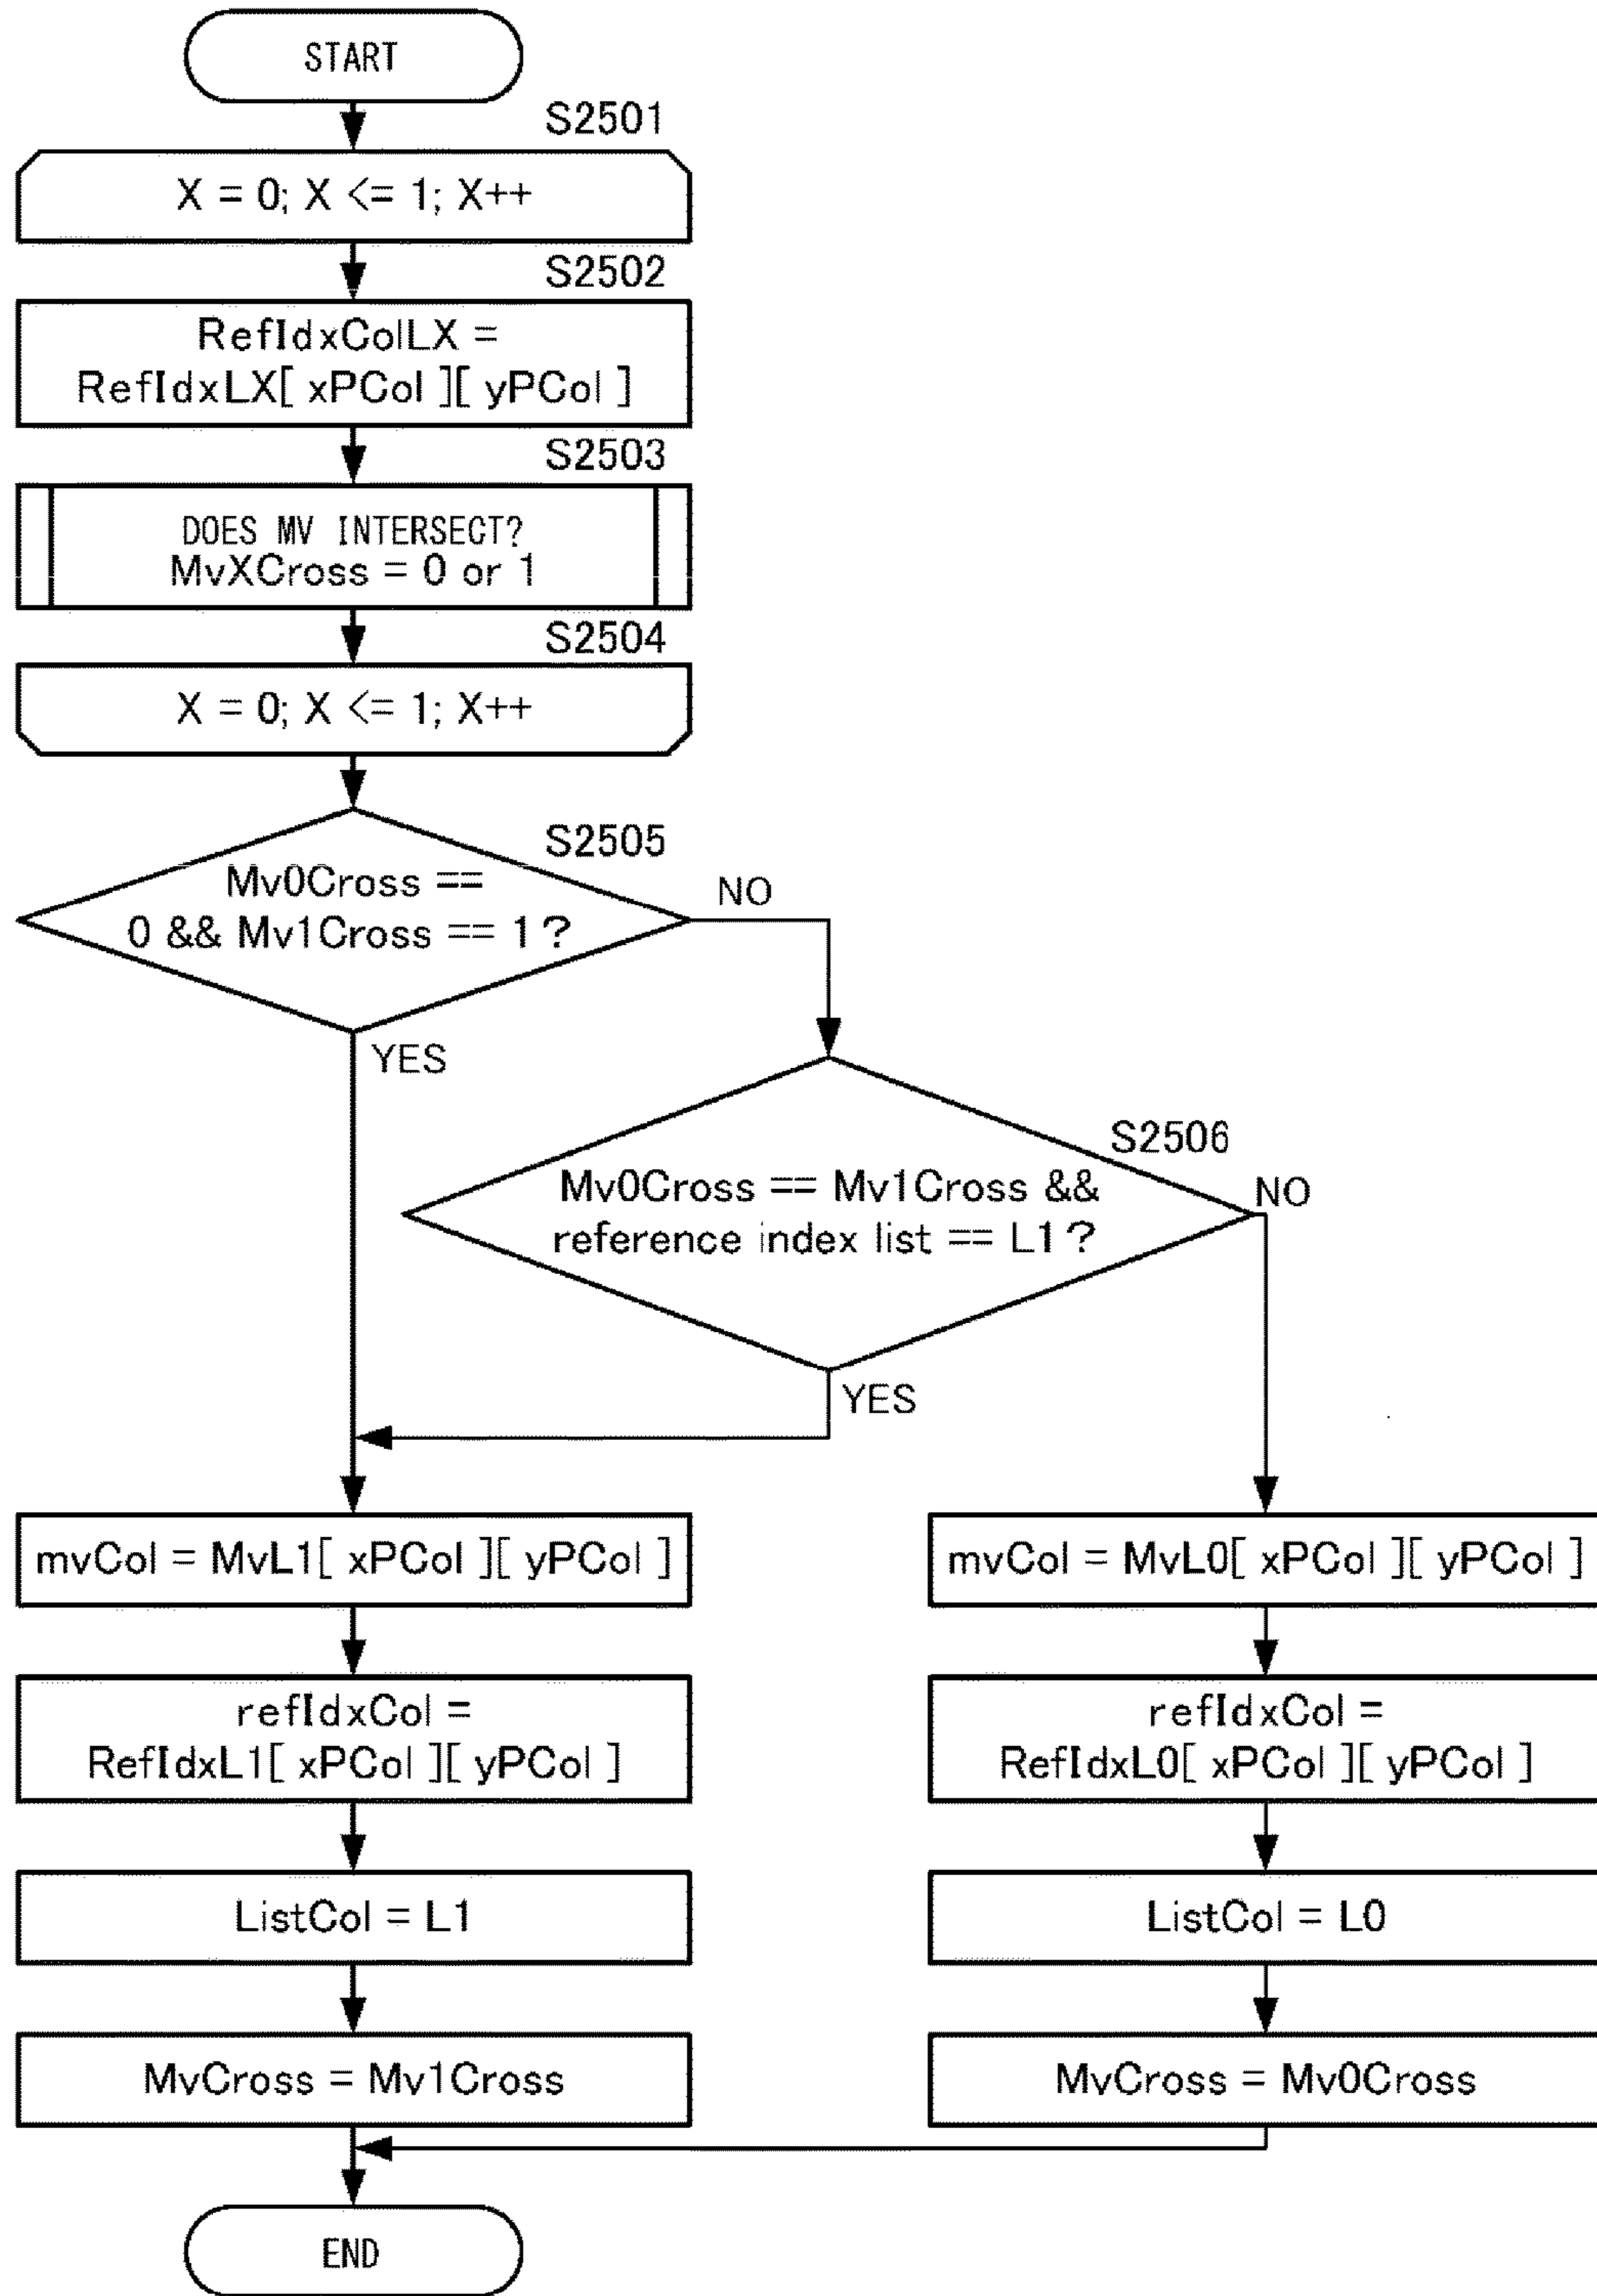 START
S2501
X = 0; X <= 1; X++
S2502
RefIdxColLX =
RefIdxLX[ xPCol ][ yPCol ]
S2503
DOES MV INTERSECT?
MvXCross = 0 or 1
S2504
X = 0; X <= 1; X++
S2505
Mv0Cross ==
0 && Mv1Cross == 1 ?
NO
YES
S2506
Mv0Cross == Mv1Cross &&
reference index list == L1 ?
NO
YES
mvCol = MvL1[ xPCol ][ yPCol ]
refIdxCol =
RefIdxL1[ xPCol ][ yPCol ]
ListCol = L1
MvCross = Mv1Cross
mvCol = MvL0[ xPCol ][ yPCol ]
refIdxCol =
RefIdxL0[ xPCol ][ yPCol ]
ListCol = L0
MvCross = Mv0Cross
END